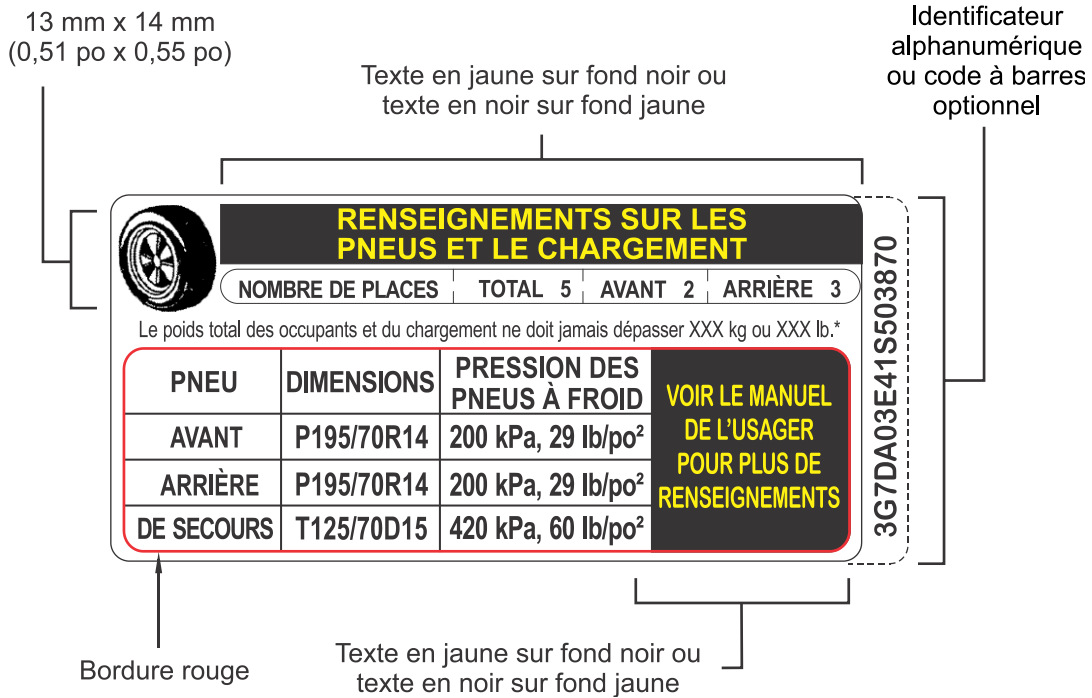 13 mm x 14 mm
(0,51 po x 0,55 po)
Texte en jaune sur fond noir ou
texte en noir sur fond jaune
Identificateur
alphanumérique
ou code à barres
optionnel
RENSEIGNEMENTS SUR LES
PNEUS ET LE CHARGEMENT
NOMBRE DE PLACES TOTAL 5 AVANT 2 ARRIÈRE 3
Le poids total des occupants et du chargement ne doit jamais dépasser XXX kg ou XXX lb.*
PNEU DIMENSIONS PRESSION DES
PNEUS À FROID
AVANT P195/70R14 200 kPa, 29 lb/po²
ARRIÈRE P195/70R14 200 kPa, 29 lb/po²
DE SECOURS T125/70D15 420 kPa, 60 lb/po²
VOIR LE MANUEL
DE L'USAGER
POUR PLUS DE
RENSEIGNEMENTS
3G7DA03E41S503870
Bordure rouge
Texte en jaune sur fond noir ou
texte en noir sur fond jaune